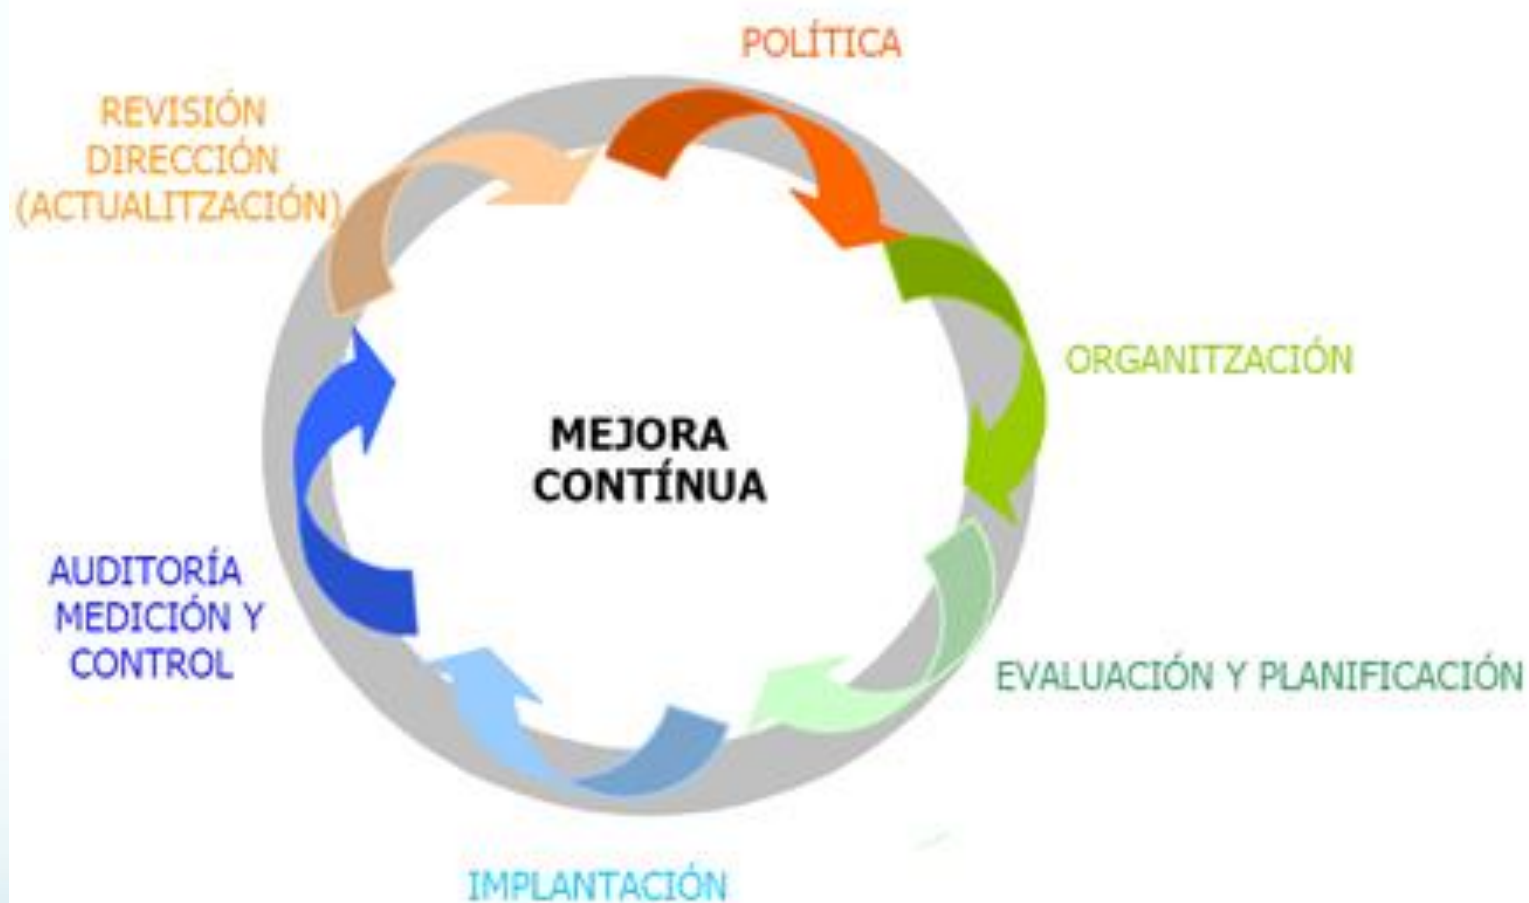 POLÍTICA
REVISIÓN
DIRECCIÓN
(ACTUALITZACIÓN)
ORGANITZACIÓN
MEJORA
CONTÍNUA
AUDITORÍA
MEDICIÓN Y
CONTROL
EVALUACIÓN Y PLANIFICACIÓN
IMPLANTACIÓN